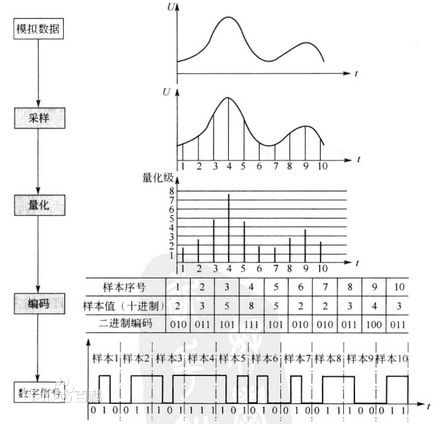 模拟数据
U
t
采样
U
1 2 3 4 5 6 7 8 9 10
t
量化
量化级
8
7
6
5
4
3
2
1
1 2 3 4 5 6 7 8 9 10
t
编码
样本序号 1 2 3 4 5 6 7 8 9 10
样本值（十进制） 2 3 5 8 5 2 2 3 4 3
二进制编码 010 011 101 111 101 010 010 011 100 011
数字信号
样本1 样本2 样本3 样本4 样本5 样本6 样本7 样本8 样本9 样本10
0 1 0 0 1 1 1 0 1 1 1 1 1 0 1 0 1 0 0 1 0 0 1 1 1 0 0 0 1 1
t